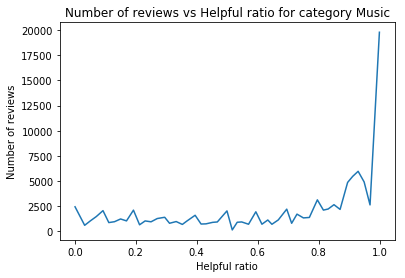 Number of reviews vs Helpful ratio for category Music
Number of reviews
20000
17500
15000
12500
10000
7500
5000
2500
0
0.0 0.2 0.4 0.6 0.8 1.0
Helpful ratio